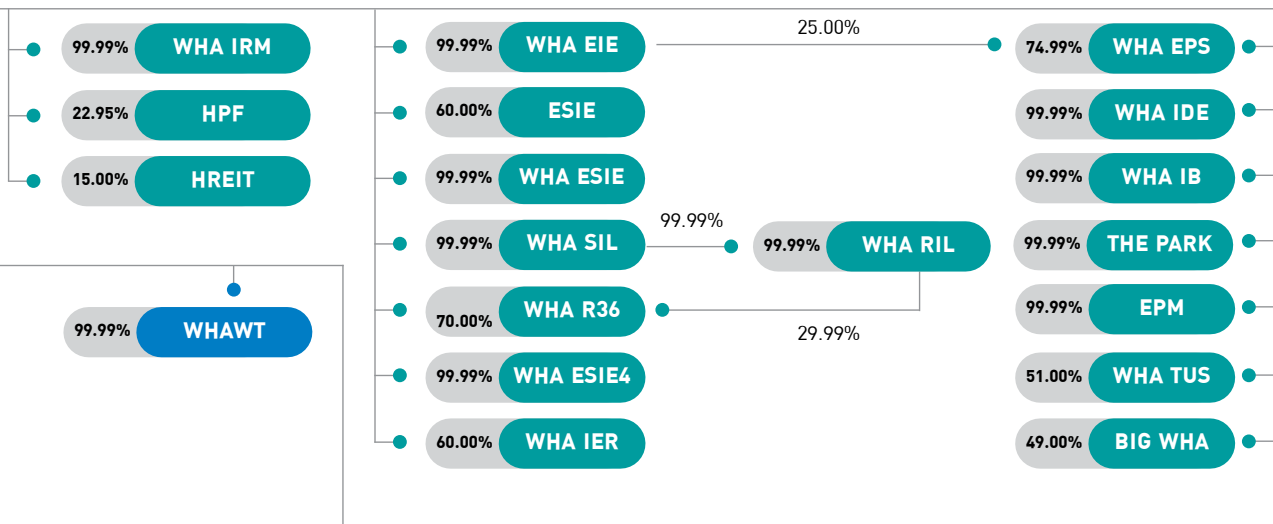 99.99% WHA IRM
22.95% HPF
15.00% HREIT
99.99% WHAWT
99.99% WHA EIE
25.00%
60.00% ESIE
99.99% WHA ESIE
99.99% WHA SIL
99.99%
99.99% WHA RIL
70.00% WHA R36
29.99%
99.99% WHA ESIE4
60.00% WHA IER
74.99% WHA EPS
99.99% WHA IDE
99.99% WHA IB
99.99% THE PARK
99.99% EPM
51.00% WHA TUS
49.00% BIG WHA